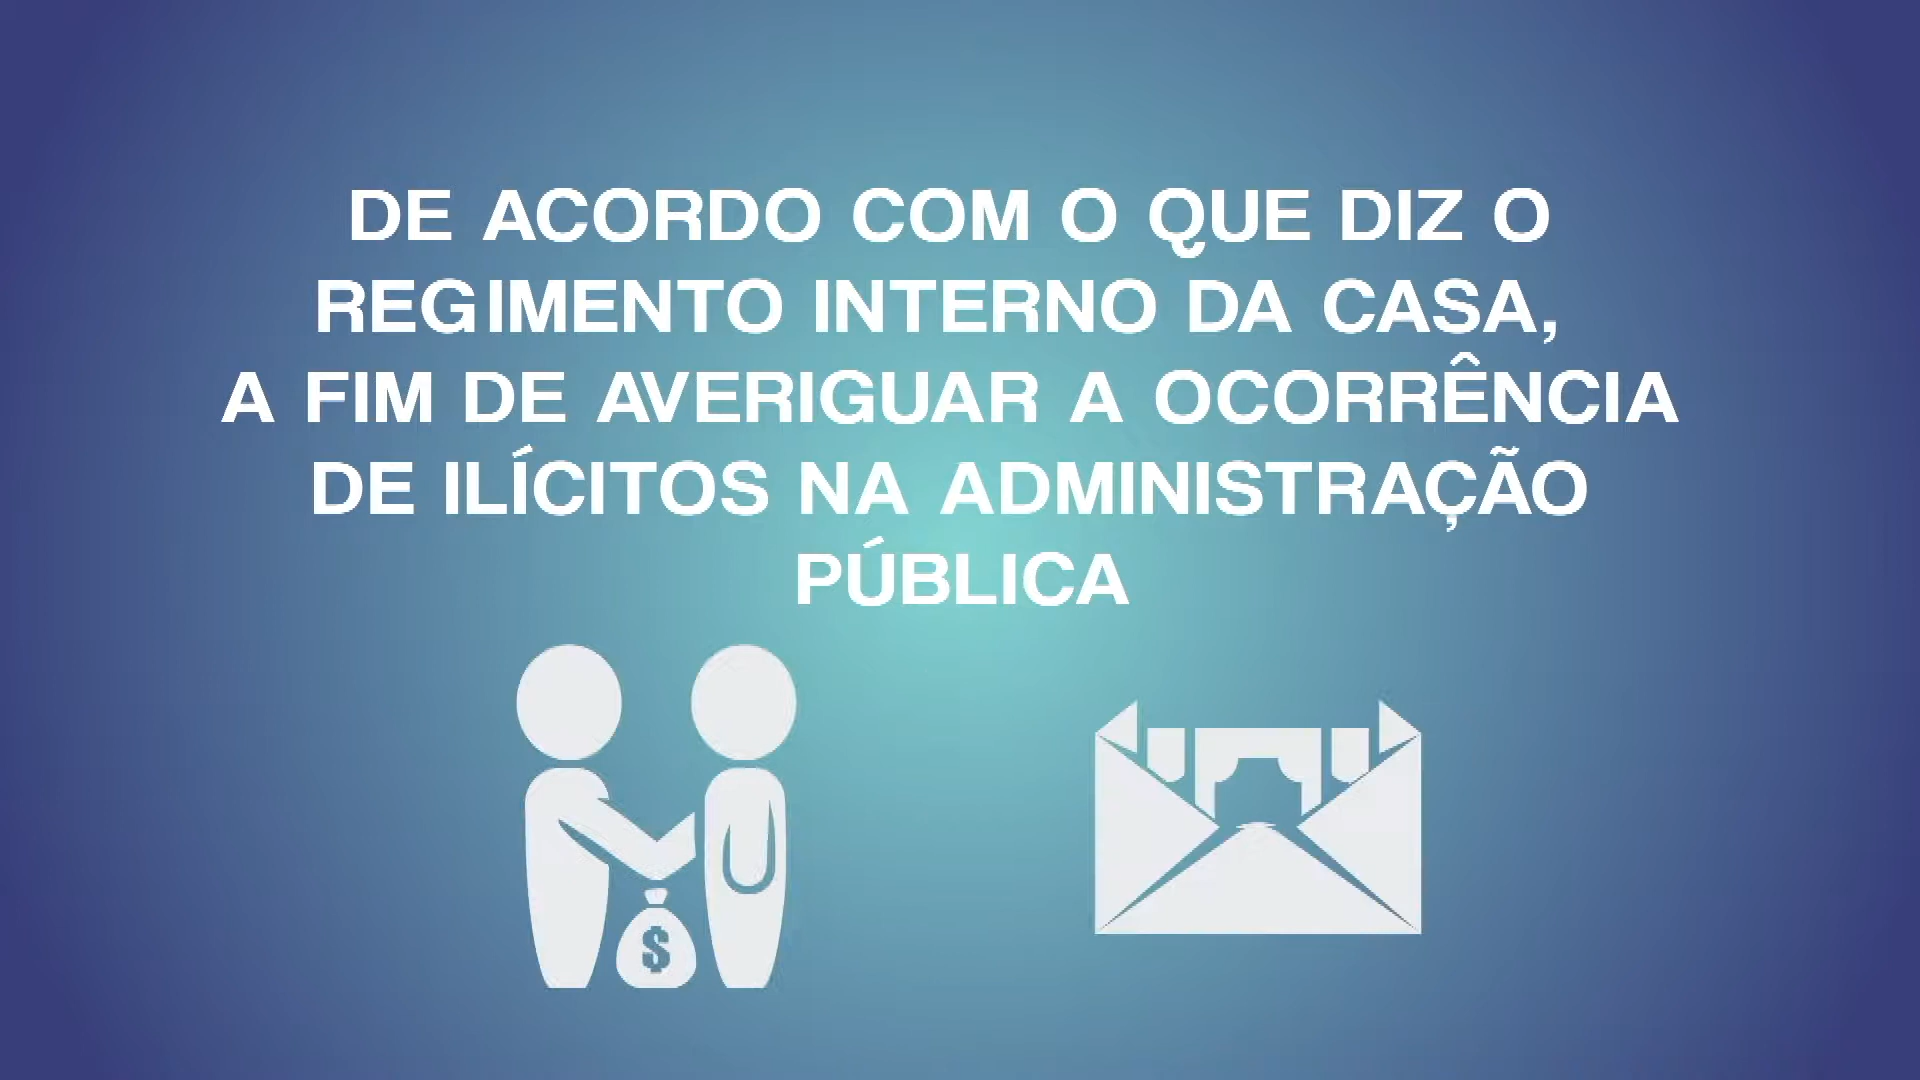 DE ACORDO COM O QUE DIZ O
REGIMENTO INTERNO DA CASA,
A FIM DE AVERIGUAR A OCORRÊNCIA
DE ILÍCITOS NA ADMINISTRAÇÃO
PÚBLICA
$